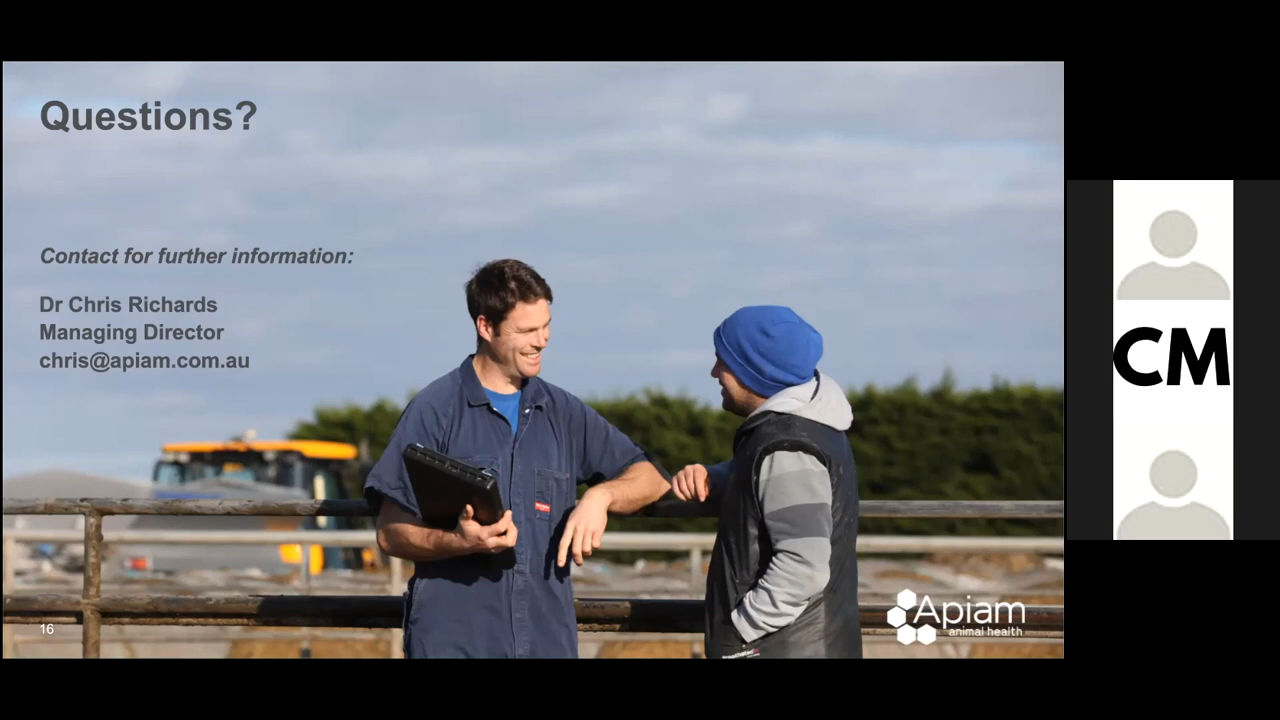 Questions?
Contact for further information:
Dr Chris Richards
Managing Director
chris@apiam.com.au
CM
16
Apiam
animal health